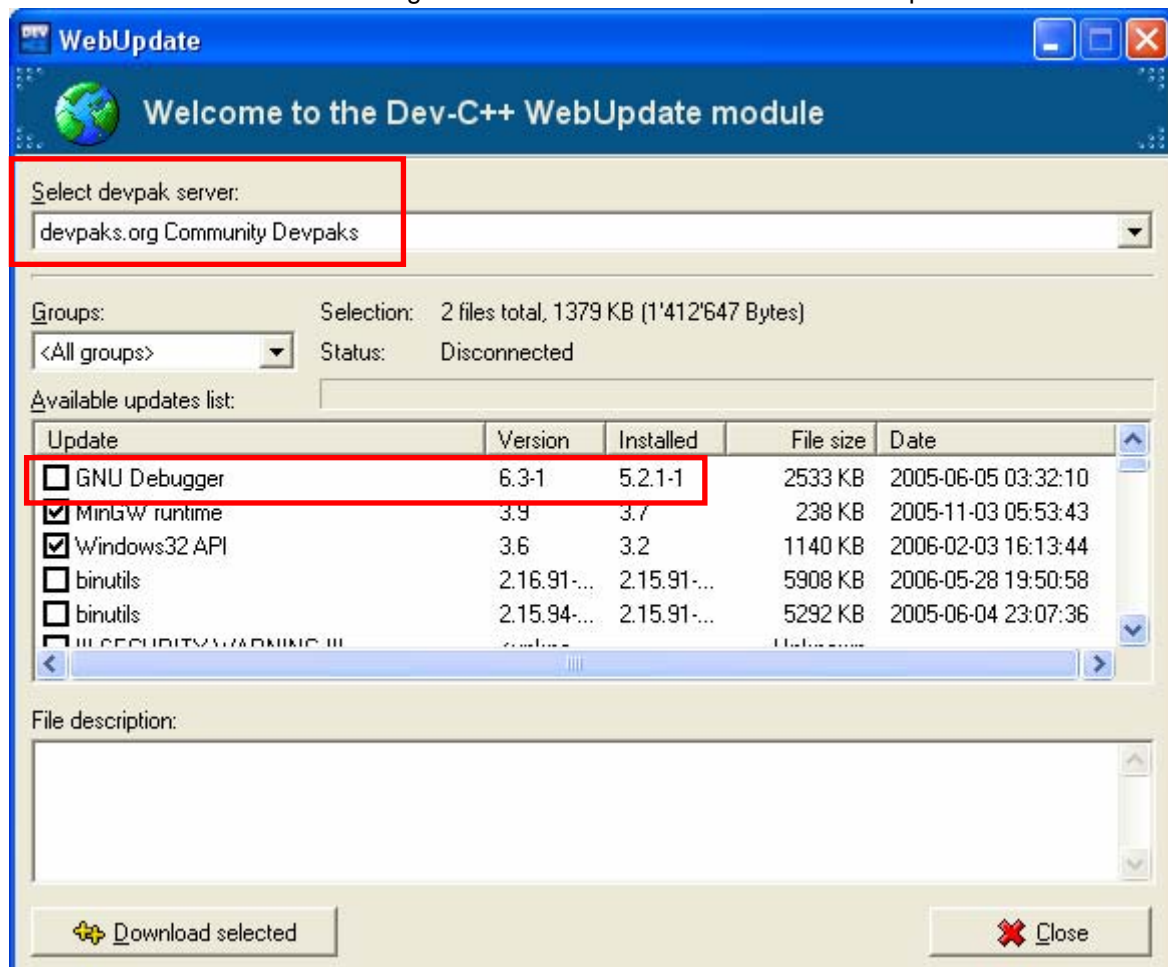 WebUpdate
Welcome to the Dev-C++ WebUpdate module
Select devpak server:
devpaks.org Community Devpaks
Groups: Selection: 2 files total, 1379 KB (1'412'647 Bytes)
<All groups> Status: Disconnected
Available updates list:
Update Version Installed File size Date
GNU Debugger 6.3-1 5.2.1-1 2533 KB 2005-06-05 03:32:10
MinGW runtime 3.9 3.7 238 KB 2005-11-03 05:53:43
Windows32 API 3.6 3.2 1140 KB 2006-02-03 16:13:44
binutils 2.16.91-... 2.15.91-... 5908 KB 2006-05-28 19:50:58
binutils 2.15.94-... 2.15.91-... 5292 KB 2005-06-04 23:07:36
!!! SECURITY WARNING !!!
File description:
Download selected Close